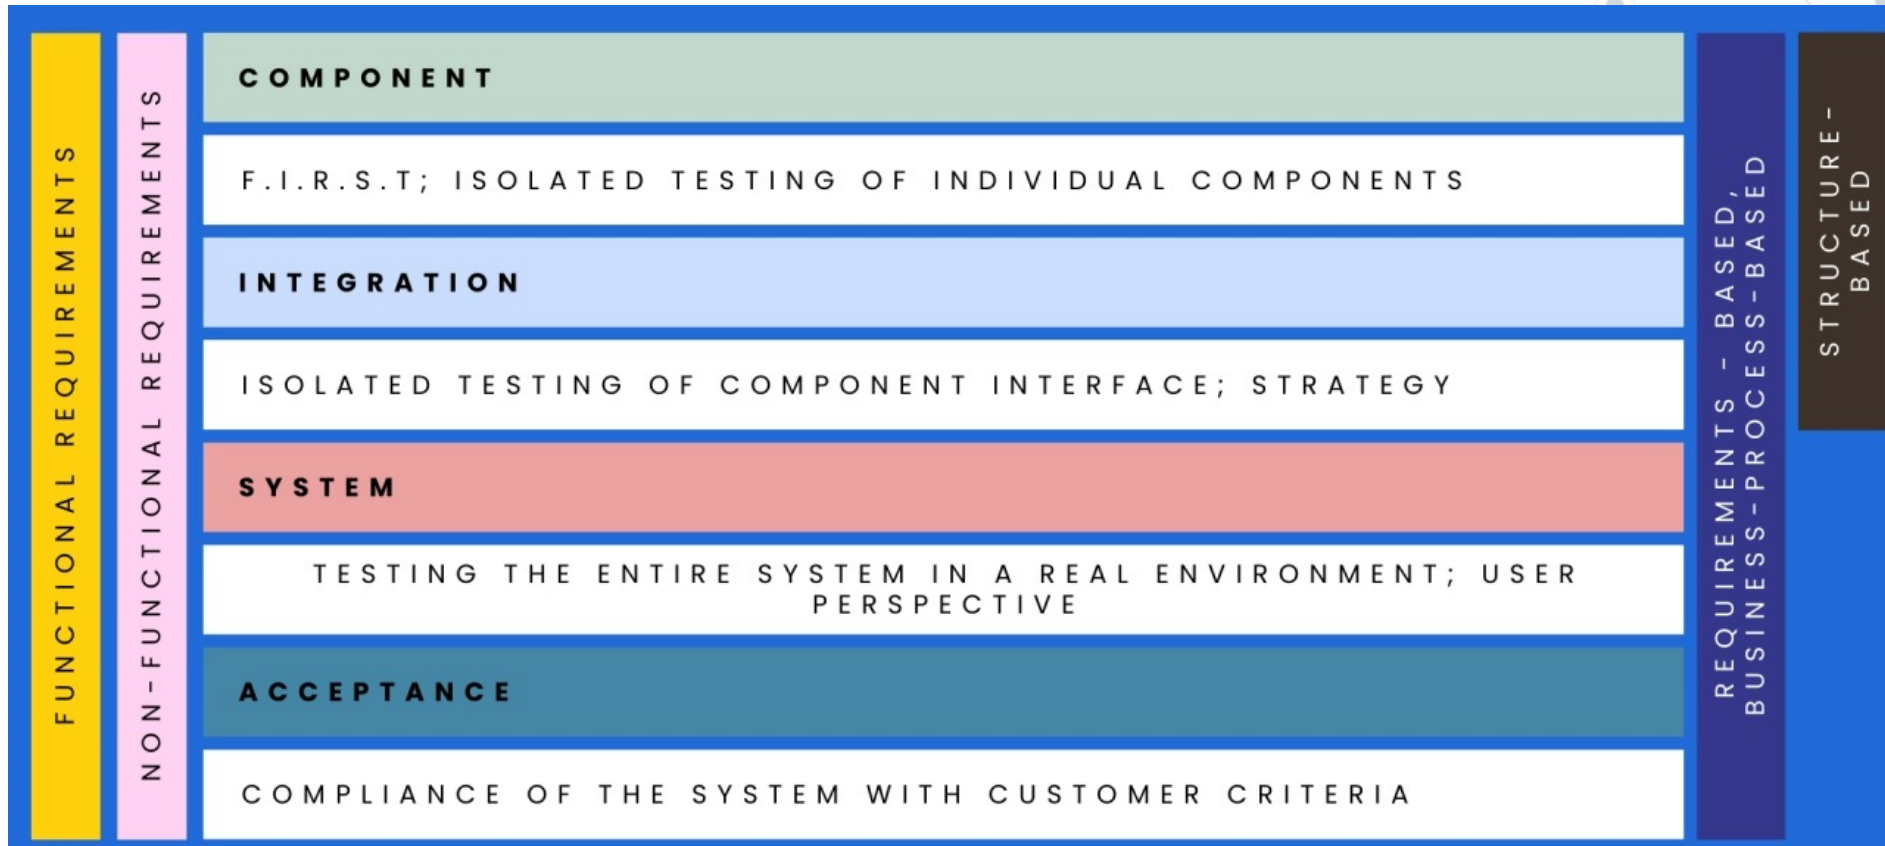 FUNCTIONAL REQUIREMENTS
NON-FUNCTIONAL REQUIREMENTS
COMPONENT
F.I.R.S.T; ISOLATED TESTING OF INDIVIDUAL COMPONENTS
INTEGRATION
ISOLATED TESTING OF COMPONENT INTERFACE; STRATEGY
SYSTEM
TESTING THE ENTIRE SYSTEM IN A REAL ENVIRONMENT; USER
PERSPECTIVE
ACCEPTANCE
COMPLIANCE OF THE SYSTEM WITH CUSTOMER CRITERIA
REQUIREMENTS - BASED,
BUSINESS-PROCESS-BASED
STRUCTURE-
BASED